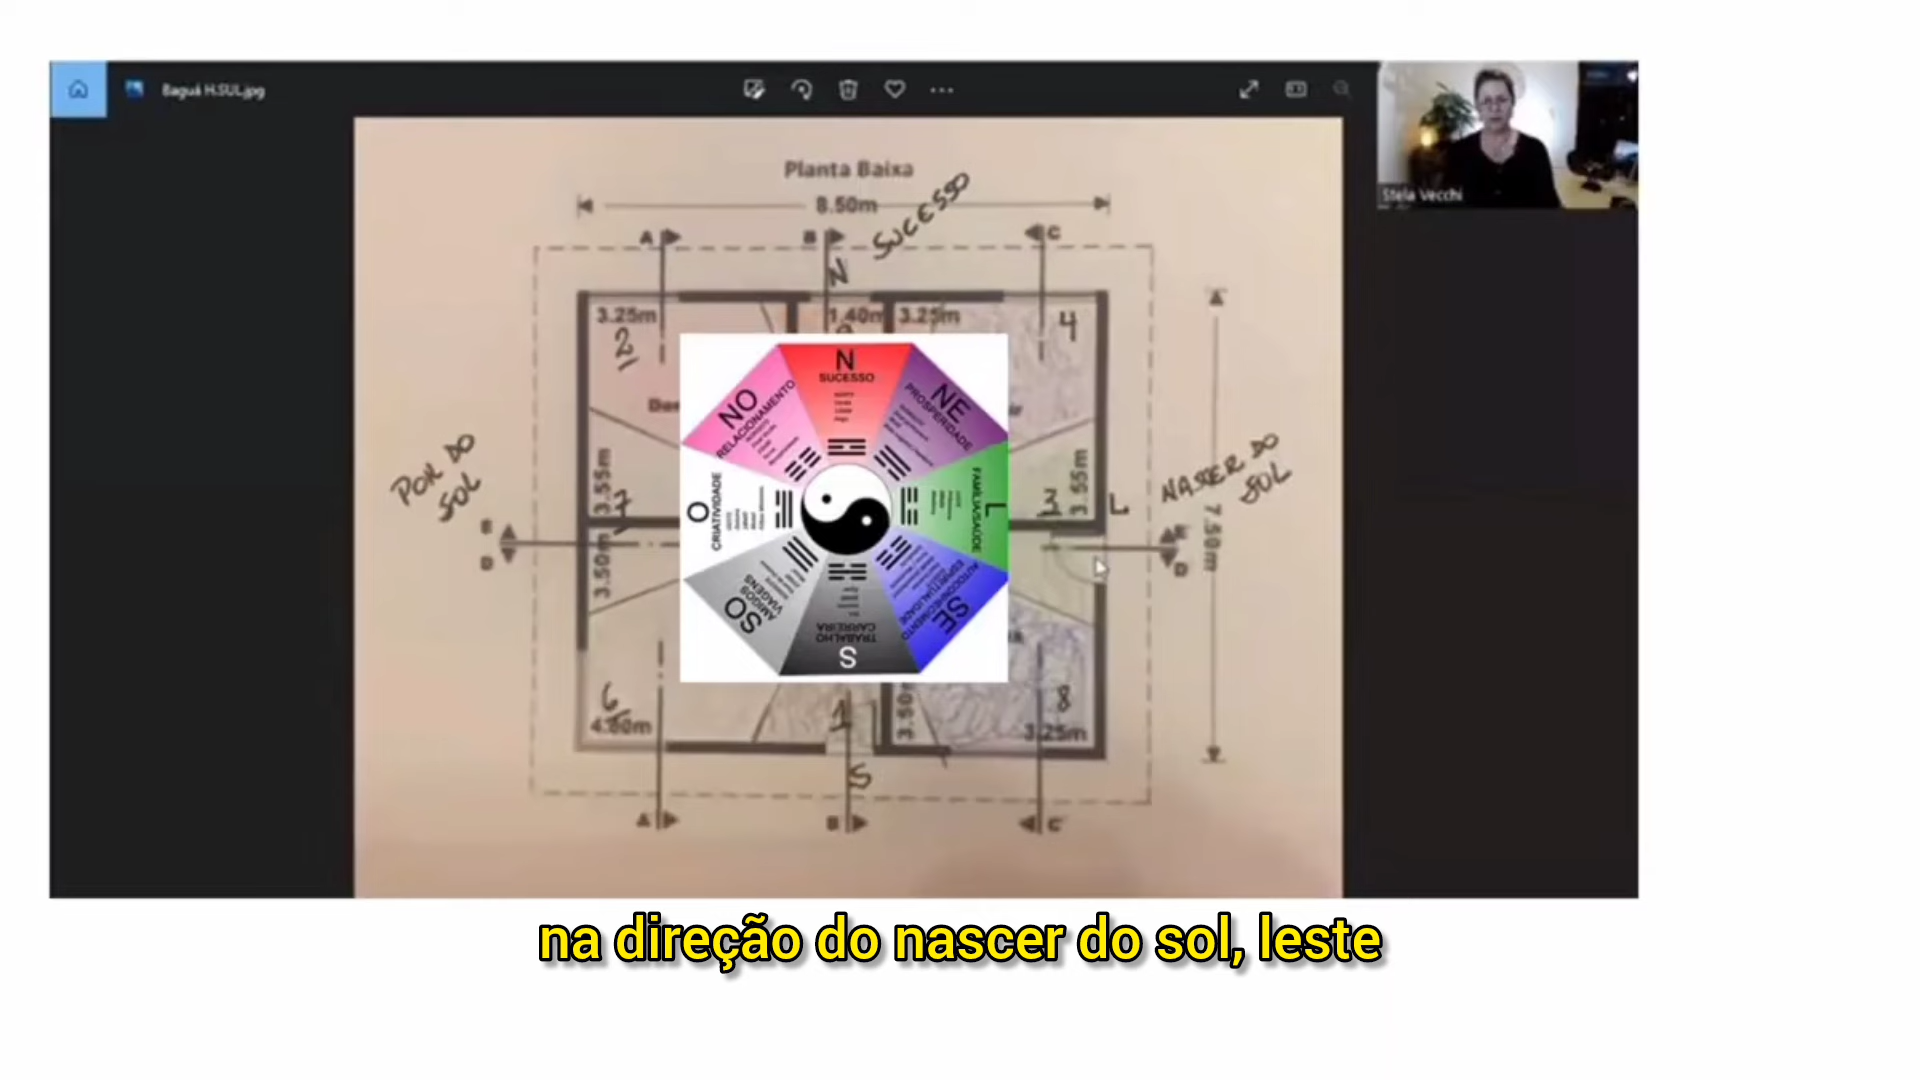 Baguá H.SUL.jpg
Stela Vecchi
Planta Baixa
8.50m
SUCESSO
A
B
C
N
3.25m
1.40m
3.25m
2
4
N
SUCESSO
NO
RELACIONAMENTO
NE
PROSPERIDADE
POR DO
SOL
NASCER DO
SOL
3.55m
7
O
CRIATIVIDADE
L
FAMÍLIA/SAÚDE
3
3.55m
L
7.50m
E
D
E
D
3.50m
SO
AMIGOS
VIAGENS
TRABALHO
CARREIRA
S
SE
AUTOCONHECIMENTO
ESPIRITUALIDADE
6
1
3.50m
8
3.25m
S
A
B
C
na direção do nascer do sol, leste